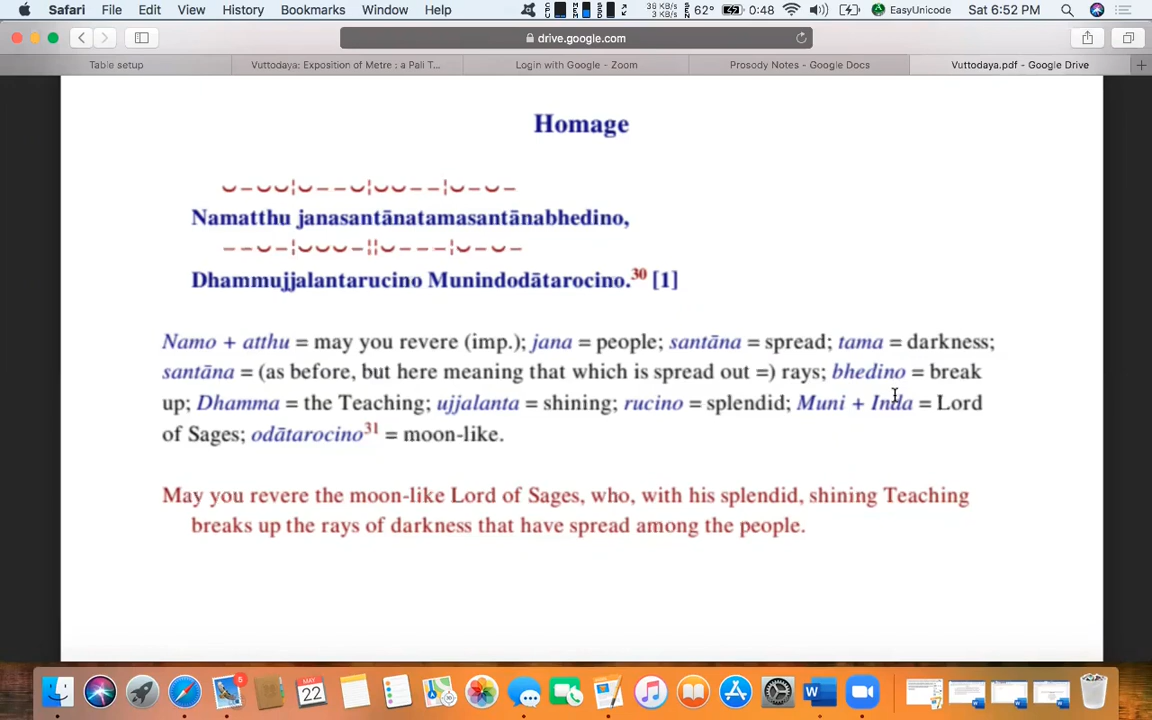 Safari File Edit View History Bookmarks Window Help 36 KB/s 3 KB/s 62° 0:48 EasyUnicode Sat 6:52 PM
drive.google.com
Table setup Vuttodaya: Exposition of Metre ; a Pali T... Login with Google - Zoom Prosody Notes - Google Docs Vuttodaya.pdf - Google Drive
Homage
⏑–⏑⏑¦⏑––⏑¦⏑⏑––¦⏑–⏑–
Namatthu janasantānatamasantānabhedino,
––⏑–¦⏑⏑⏑–¦¦⏑–––¦⏑–⏑–
Dhammujjalantarucino Munindodātarocino.30 [1]
Namo + atthu = may you revere (imp.); jana = people; santāna = spread; tama = darkness;
santāna = (as before, but here meaning that which is spread out =) rays; bhedino = break
up; Dhamma = the Teaching; ujjalanta = shining; rucino = splendid; Muni + Inda = Lord
of Sages; odātarocino31 = moon-like.
May you revere the moon-like Lord of Sages, who, with his splendid, shining Teaching
breaks up the rays of darkness that have spread among the people.
5
MAY
22